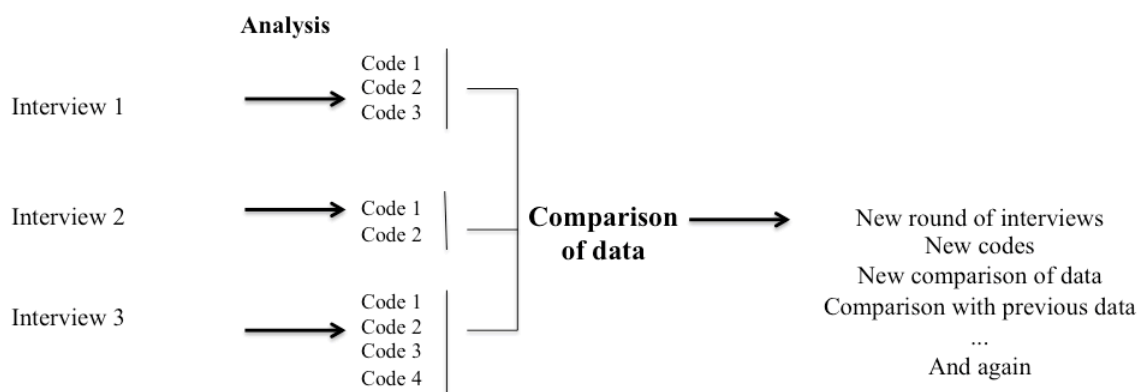 Analysis
Interview 1
Code 1
Code 2
Code 3
Interview 2
Code 1
Code 2
Interview 3
Code 1
Code 2
Code 3
Code 4
Comparison
of data
New round of interviews
New codes
New comparison of data
Comparison with previous data
...
And again